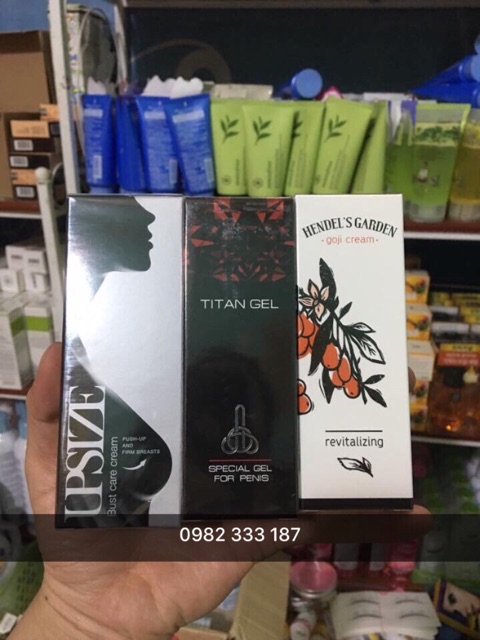 UPSIZE
Bust care cream
PUSH-UP
AND
FIRM BREASTS
TITAN GEL
SPECIAL GEL
FOR PENIS
HENDEL'S GARDEN
· goji cream ·
revitalizing
0982 333 187